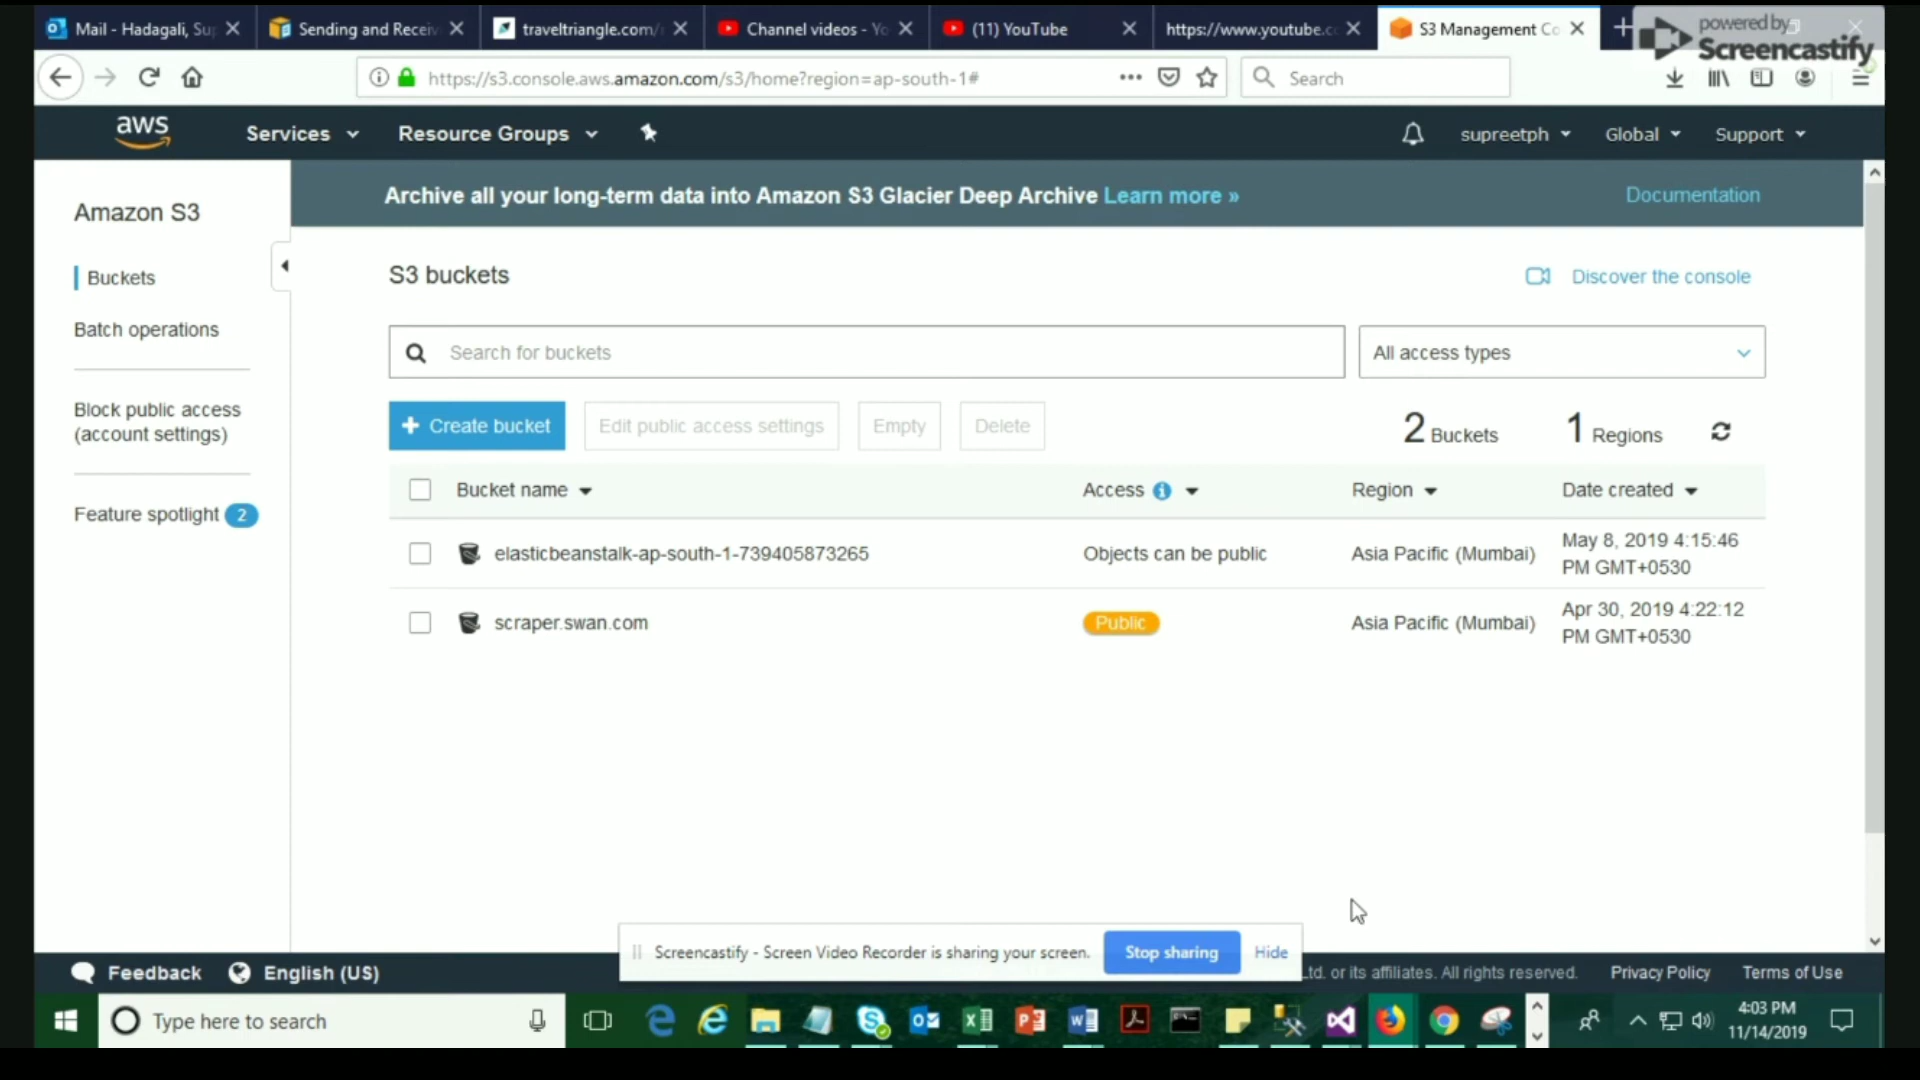 Mail - Hadagali, Sup
Sending and Receivi
traveltriangle.com/
Channel videos - Yo
(11) YouTube
https://www.youtube.c
S3 Management Co
powered by
Screencastify
https://s3.console.aws.amazon.com/s3/home?region=ap-south-1#
Search
aws
Services
Resource Groups
supreetph
Global
Support
Amazon S3
Buckets
Batch operations
Block public access
(account settings)
Feature spotlight 2
Archive all your long-term data into Amazon S3 Glacier Deep Archive Learn more »
Documentation
S3 buckets
Discover the console
Search for buckets
All access types
+ Create bucket
Edit public access settings
Empty
Delete
2 Buckets
1 Regions
Bucket name
Access
Region
Date created
elasticbeanstalk-ap-south-1-739405873265
Objects can be public
Asia Pacific (Mumbai)
May 8, 2019 4:15:46
PM GMT+0530
scraper.swan.com
Public
Asia Pacific (Mumbai)
Apr 30, 2019 4:22:12
PM GMT+0530
Screencastify - Screen Video Recorder is sharing your screen.
Stop sharing
Hide
Feedback
English (US)
Ltd. or its affiliates. All rights reserved.
Privacy Policy
Terms of Use
Type here to search
4:03 PM
11/14/2019